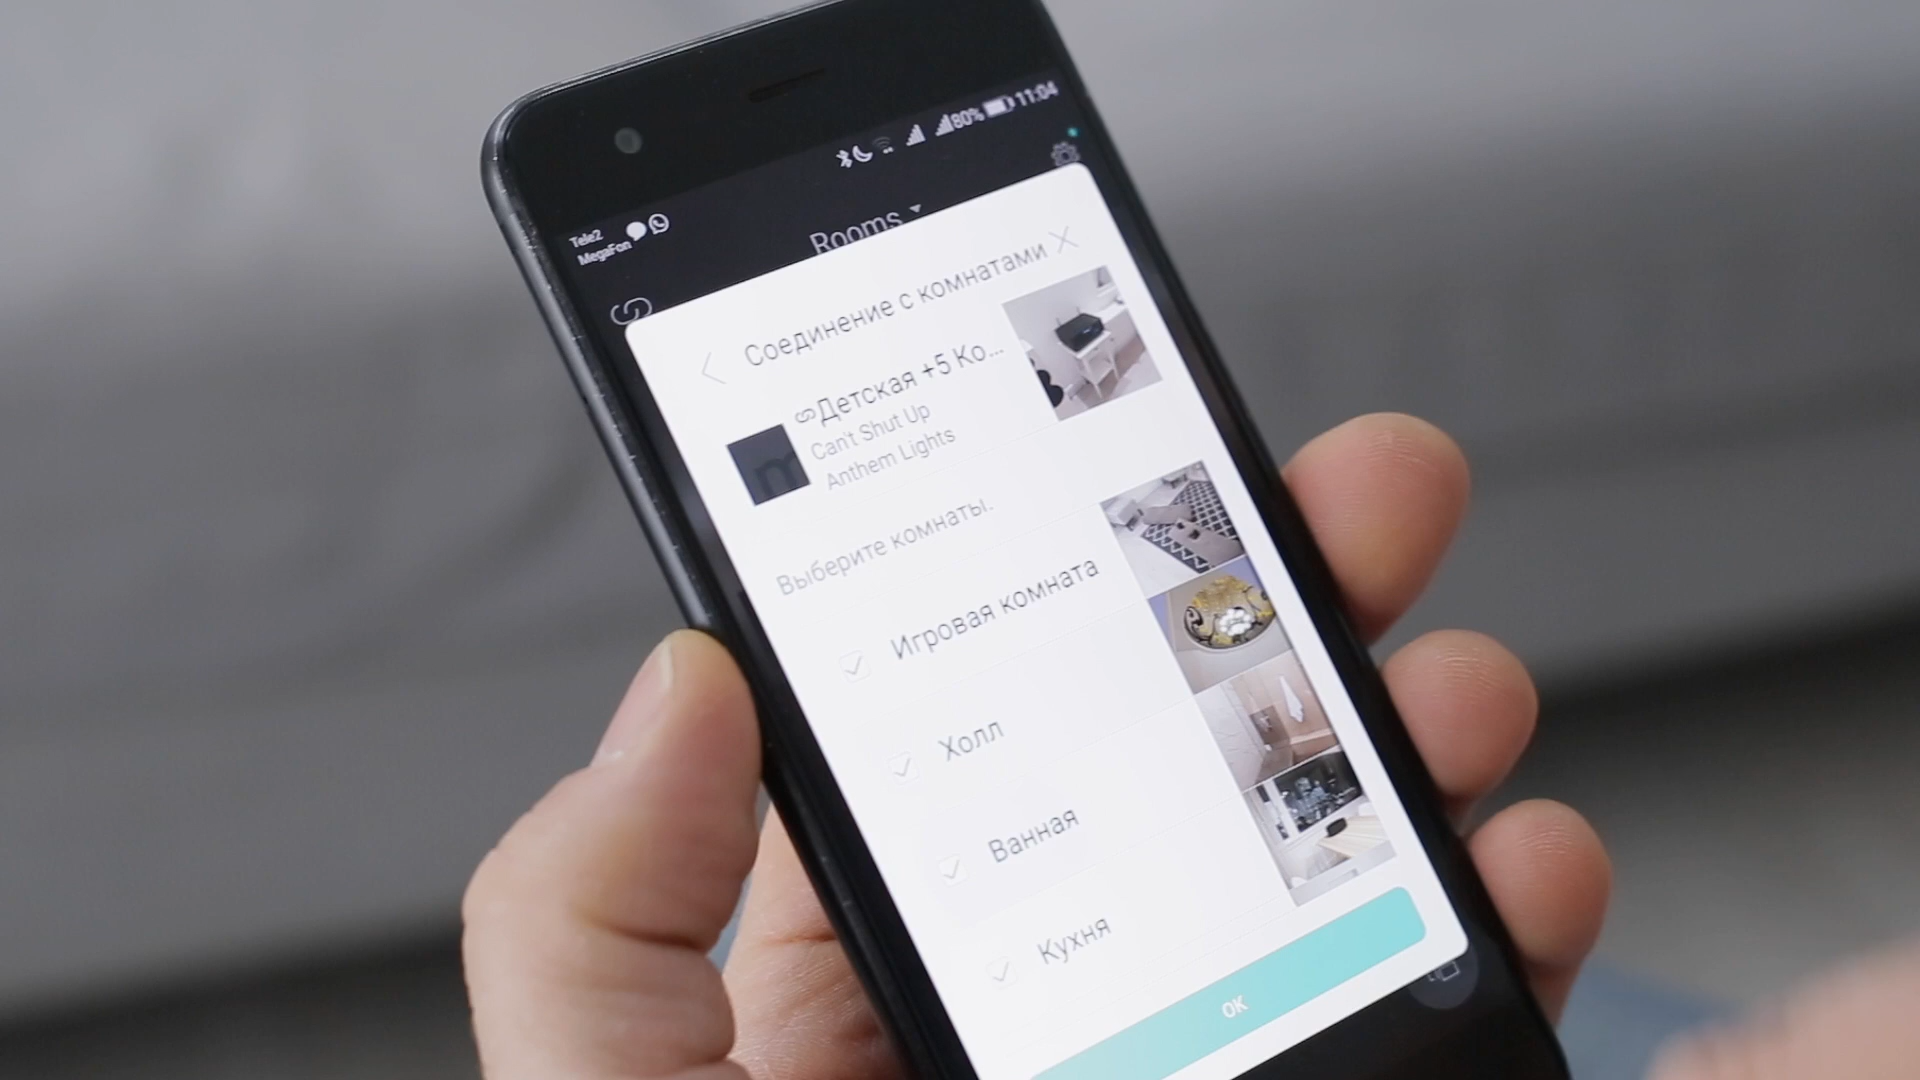 80% 11:04
Tele2
MegaFon
Rooms
Соединение с комнатами
Детская +5 Ко...
Can't Shut Up
Anthem Lights
m
Выберите комнаты.
Игровая комната
Холл
Ванная
Кухня
OK